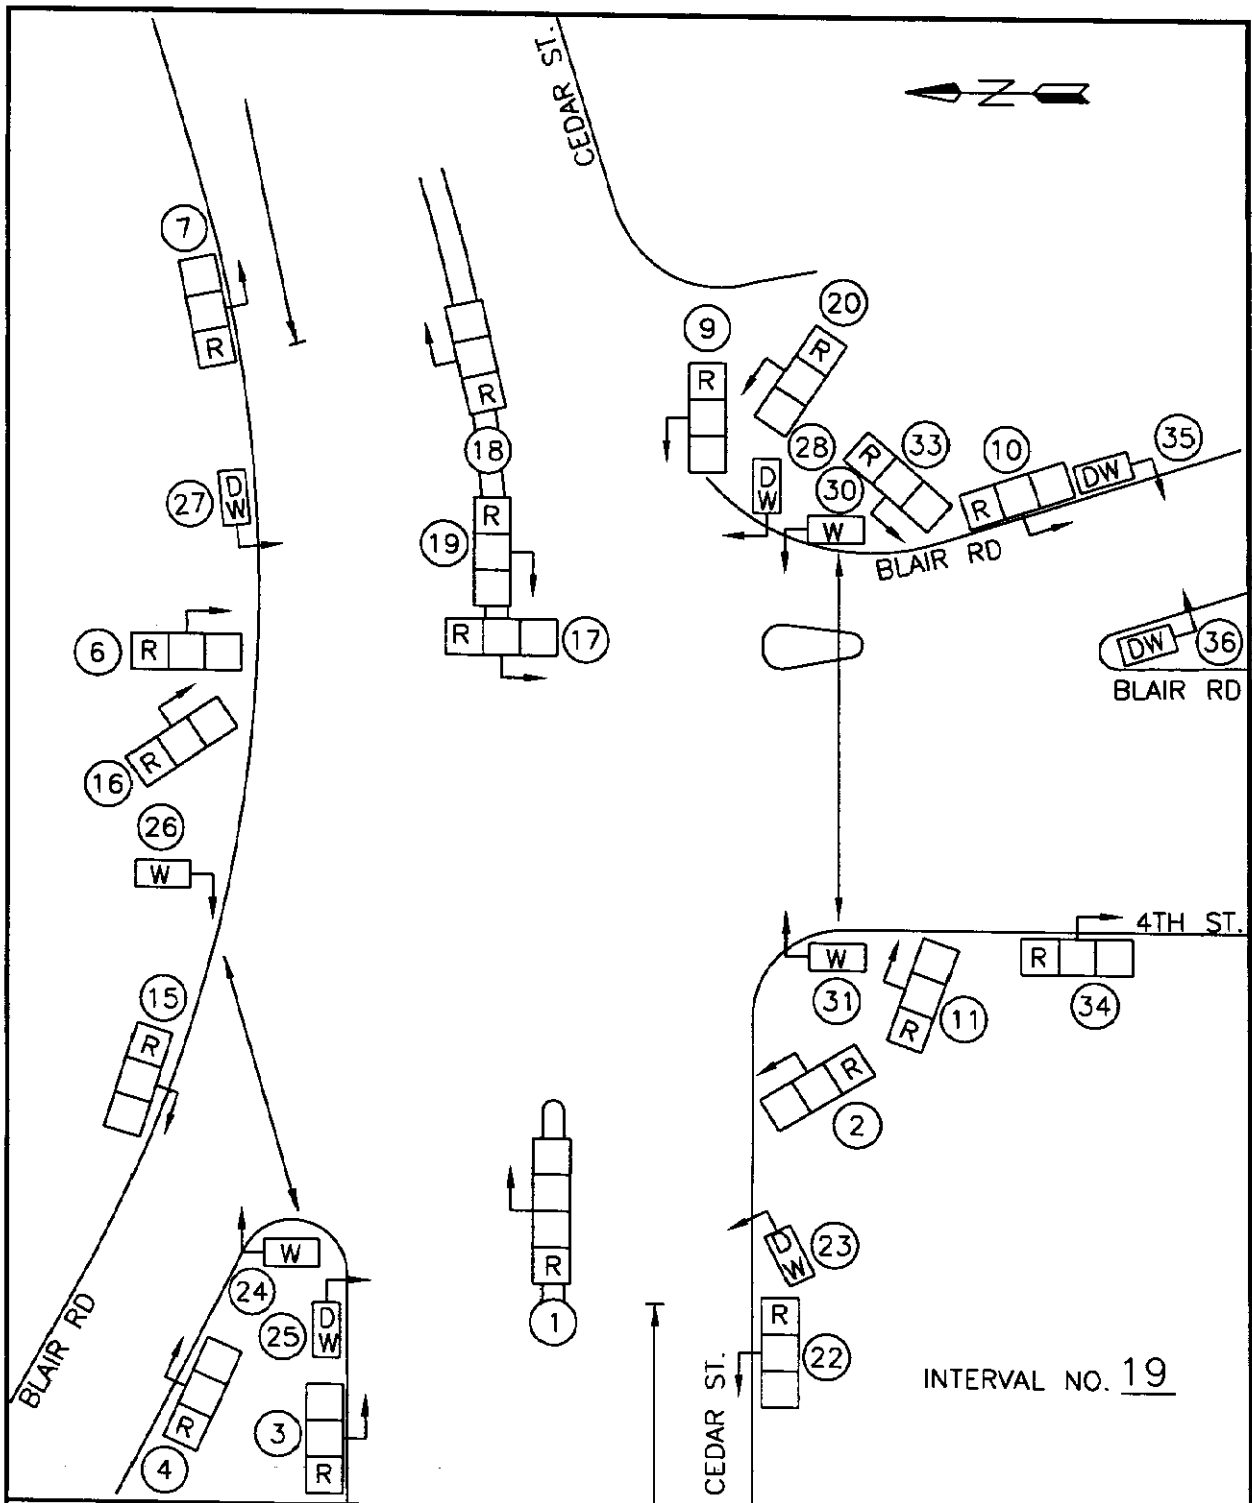 CEDAR ST.
N
7
R
20
9
R
R
R
18
28
33
10
35
D
W
27
D
W
30
R
R
DW
R
19
W
BLAIR RD
6
R
R
17
DW
36
BLAIR RD
16
R
26
W
4TH ST.
15
R
W
31
R
11
R
34
R
2
W
24
D
W
25
R
1
D
W
23
BLAIR RD
R
22
R
4
3
R
CEDAR ST.
INTERVAL NO. 19